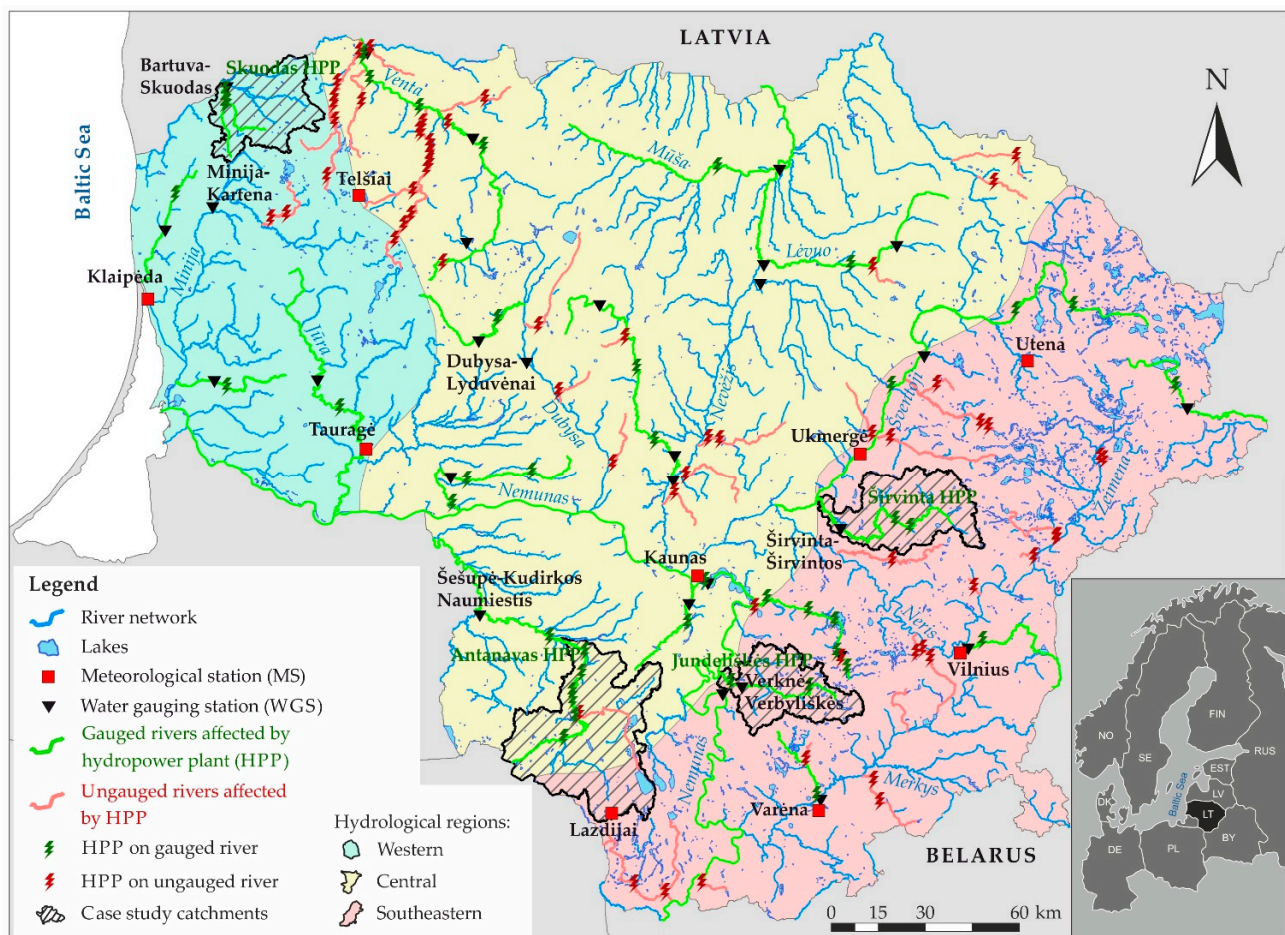 LATVIA
Bartuva-
Skuodas
Skuodas HPP
Venta
N
Baltic Sea
Minija-
Kartena
Telšiai
Mūša
Lėvuo
Minija
Klaipėda
Jūra
Dubysa-
Lyduvėnai
Utena
Nevėžis
Šventoji
Dubysa
Tauragė
Ukmergė
Žeimena
Nemunas
Širvinta HPP
Širvinta-
Širvintos
Kaunas
Šešupė-Kudirkos
Naumiestis
Neris
Antanavas HPP
Jundeliškės HPP
Verknė-
Verbyliškės
Vilnius
Nemunas
Merkys
Varėna
Lazdijai
BELARUS
0 15 30 60 km
Legend
River network
Lakes
Meteorological station (MS)
Water gauging station (WGS)
Gauged rivers affected by
hydropower plant (HPP)
Ungauged rivers affected
by HPP
HPP on gauged river
HPP on ungauged river
Case study catchments
Hydrological regions:
Western
Central
Southeastern
NO
SE
FIN
RUS
EST
LV
Baltic Sea
DK
LT
BY
DE
PL